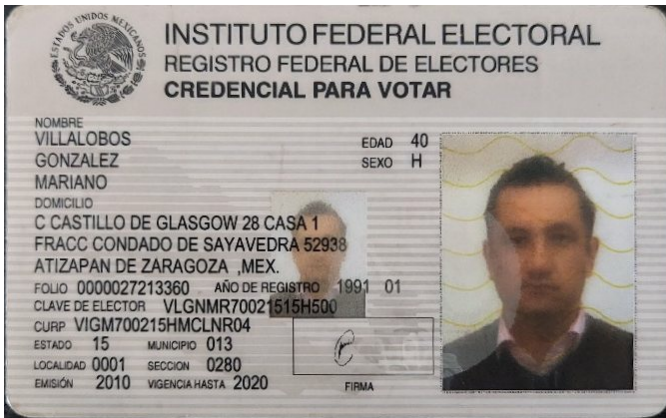 ESTADOS UNIDOS MEXICANOS
INSTITUTO FEDERAL ELECTORAL
REGISTRO FEDERAL DE ELECTORES
CREDENCIAL PARA VOTAR
NOMBRE
VILLALOBOS
GONZALEZ
MARIANO
EDAD 40
SEXO H
DOMICILIO
C CASTILLO DE GLASGOW 28 CASA 1
FRACC CONDADO DE SAYAVEDRA 52938
ATIZAPAN DE ZARAGOZA ,MEX.
FOLIO 0000027213360 AÑO DE REGISTRO 1991 01
CLAVE DE ELECTOR VLGNMR70021515H500
CURP VIGM700215HMCLNR04
ESTADO 15 MUNICIPIO 013
LOCALIDAD 0001 SECCION 0280
EMISIÓN 2010 VIGENCIA HASTA 2020
FIRMA